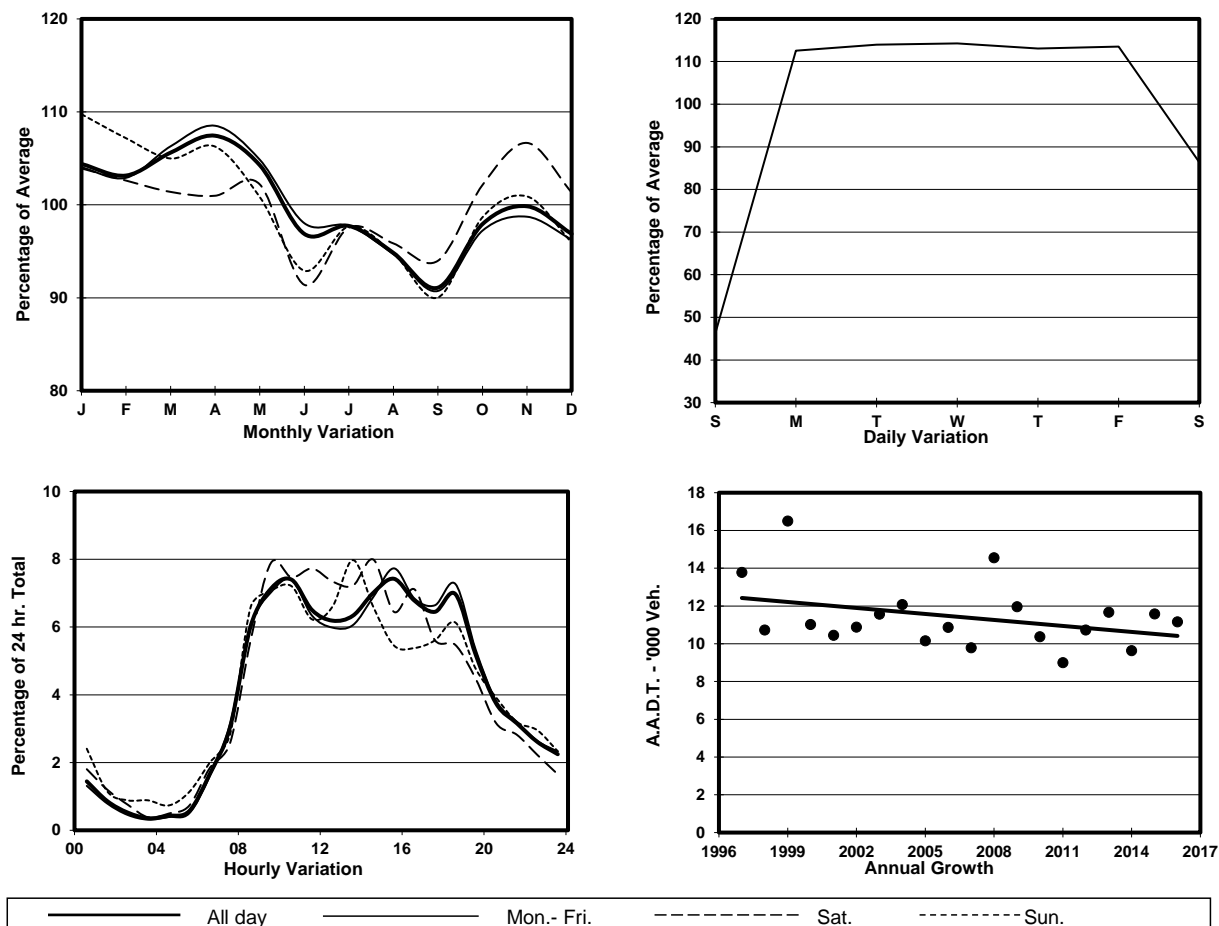 120
110
100
90
80
Percentage of Average
J F M A M J J A S O N D
Monthly Variation
120
110
100
90
80
70
60
50
40
30
Percentage of Average
S M T W T F S
Daily Variation
10
8
6
4
2
0
Percentage of 24 hr. Total
00 04 08 12 16 20 24
Hourly Variation
18
16
14
12
10
8
6
4
2
0
A.A.D.T. - '000 Veh.
1996 1999 2002 2005 2008 2011 2014 2017
Annual Growth
All day Mon.- Fri. Sat. Sun.